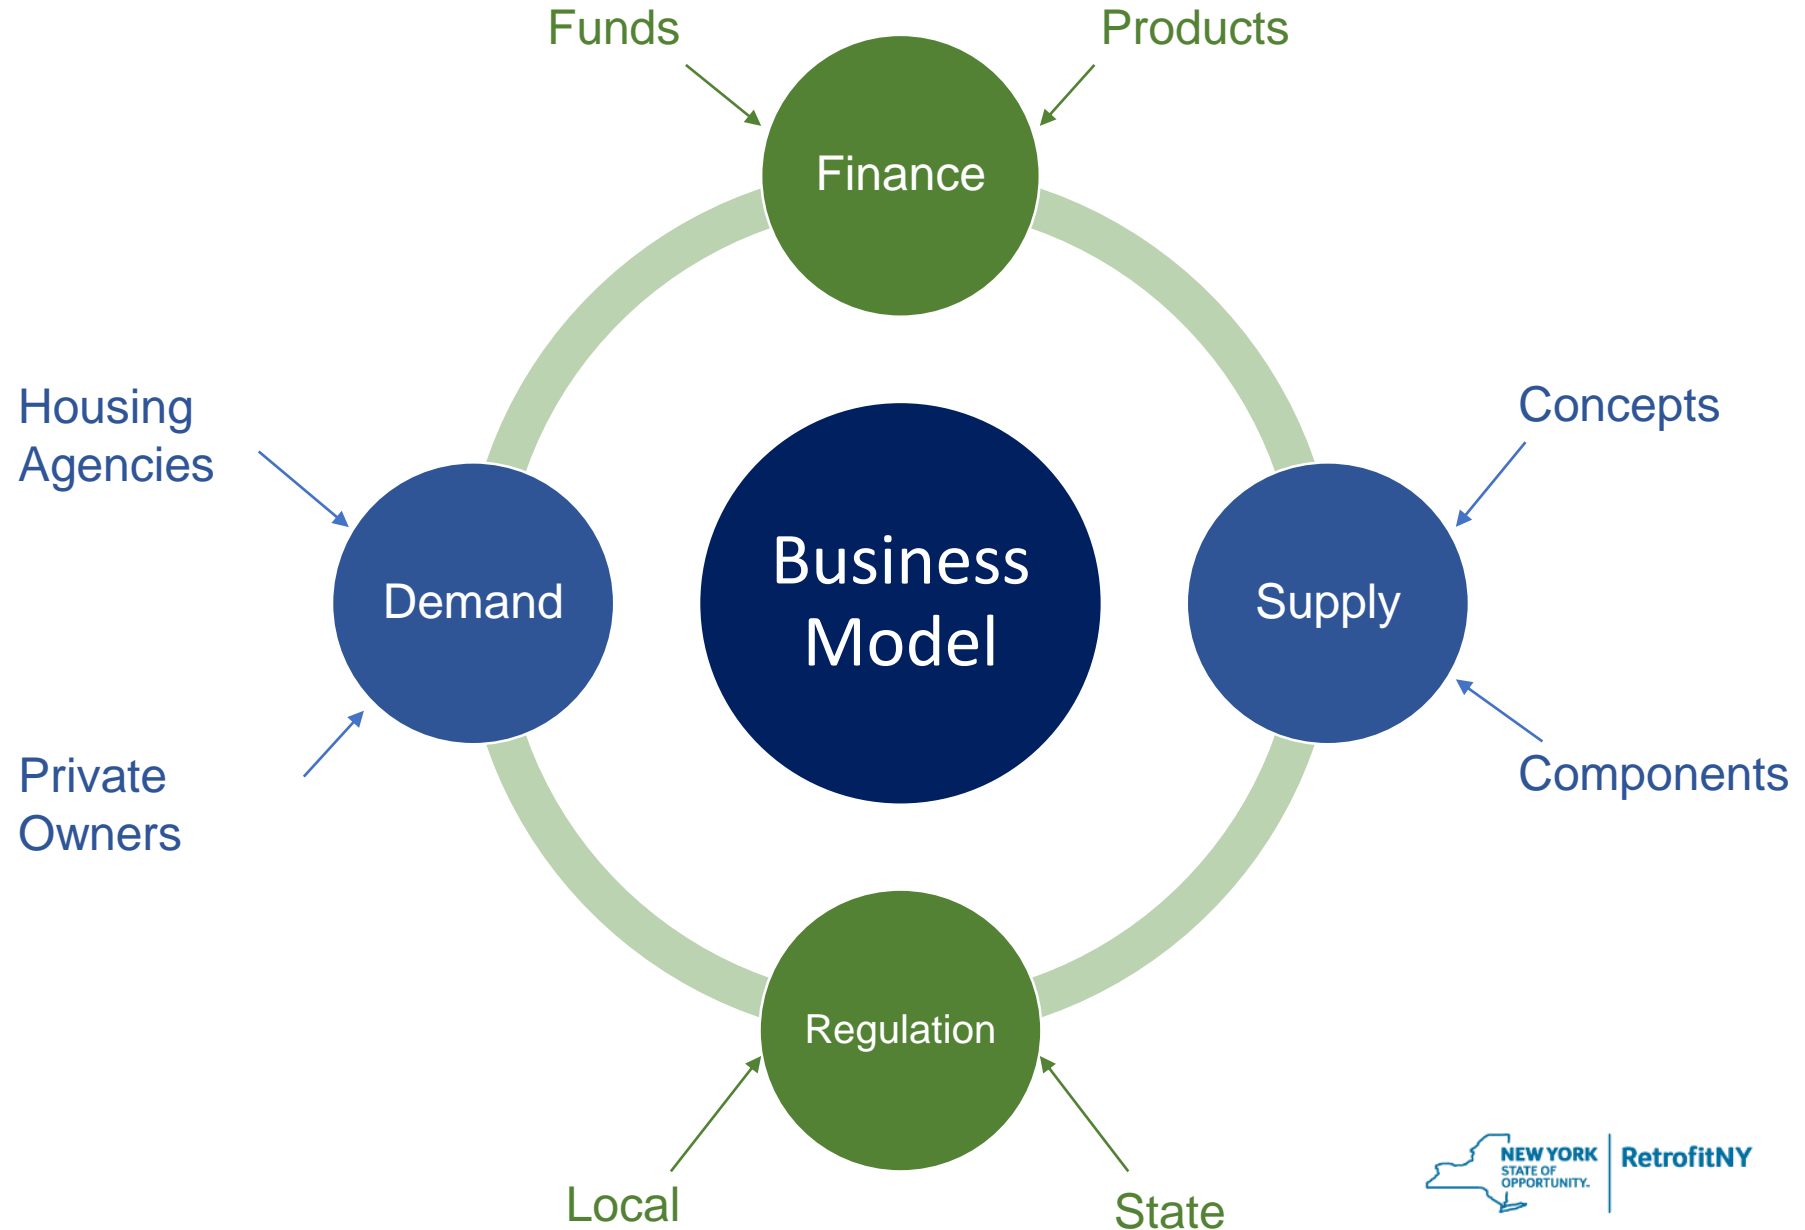 Funds
Products
Finance
Housing
Agencies
Concepts
Demand
Business
Model
Supply
Private
Owners
Components
Regulation
Local
State
NEW YORK
STATE OF
OPPORTUNITY.
RetrofitNY